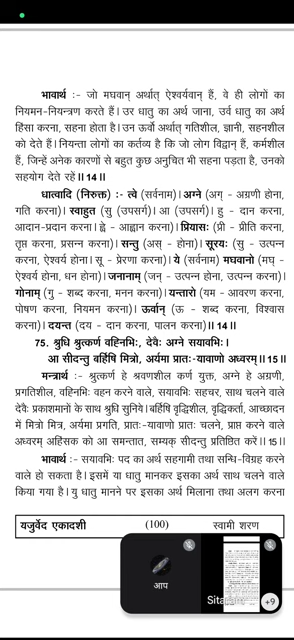 भावार्थ :- जो मघवान् अर्थात् ऐश्वर्यवान् हैं, वे ही लोगों का
नियमन-नियन्त्रण करते हैं। उर धातु का अर्थ जाना, उर्व धातु का अर्थ
हिंसा करना, सहना होता है। उन ऊर्वो अर्थात् गतिशील, ज्ञानी, सहनशील
को देते हैं। नियन्ता लोगों का कर्तव्य है कि जो लोग विद्वान् हैं, कर्मशील
हैं, जिन्हें अनेक कारणों से बहुत कुछ अनुचित भी सहना पड़ता है, उनको
सहयोग देते रहें।। 14 ।।
धात्वादि (निरुक्त) :- त्वे (सर्वनाम)। अग्ने (अग् - अग्रणी होना,
गति करना)। स्वाहुत (सु (उपसर्ग)। आ (उपसर्ग)। हु - दान करना,
आदान-प्रदान करना। ह्वे - आह्वान करना)। प्रियासः (प्री - प्रीति करना,
तृप्त करना, प्रसन्न करना)। सन्तु (अस् - होना)। सूरयः (सु - उत्पन्न
करना, ऐश्वर्य होना। सू - प्रेरणा करना)। ये (सर्वनाम) मघवानो (मघ् -
ऐश्वर्य होना, धन होना)। जनानाम् (जन् - उत्पन्न होना, उत्पन्न करना)।
गोनाम् (गु - शब्द करना, मनन करना)। यन्तारो (यम - आवरण करना,
पोषण करना, नियमन करना)। ऊर्वान् (ऊ - शब्द करना, विश्वास
करना)। दयन्त (दय - दान करना, पालन करना)।। 14 ।।
75. श्रुधि श्रुत्कर्ण वह्निभिः, देवैः अग्ने सयावभिः।
आ सीदन्तु बर्हिषि मित्रो, अर्यमा प्रातः-यावाणो अध्वरम्।। 15 ।।
मन्त्रार्थ :- श्रुत्कर्ण हे श्रवणशील कर्ण युक्त, अग्ने हे अग्रणी,
प्रगतिशील, वह्निभिः वहन करने वाले, सयावभिः सहचर, साथ चलने वाले
देवैः प्रकाशमानों के साथ श्रुधि सुनिये। बर्हिषि वृद्धिशील, वृद्धिकर्ता, आच्छादन
में मित्रो मित्र, अर्यमा प्रगति, प्रातः-यावाणो प्रातः चलने, प्राप्त करने वाले
अध्वरम् अहिंसक को आ समन्तात, सम्यक् सीदन्तु प्रतिष्ठित करें।। 15 ।।
भावार्थ :- सयावभिः पद का अर्थ सहगामी तथा सन्धि-विग्रह करने
वाले हो सकता है। इसमें या धातु मानकर इसका अर्थ साथ चलने वाले
किया गया है। यु धातु मानने पर इसका अर्थ मिलाना तथा अलग करना
यजुर्वेद एकादशी (100) स्वामी शरण
आप
Sita
+9